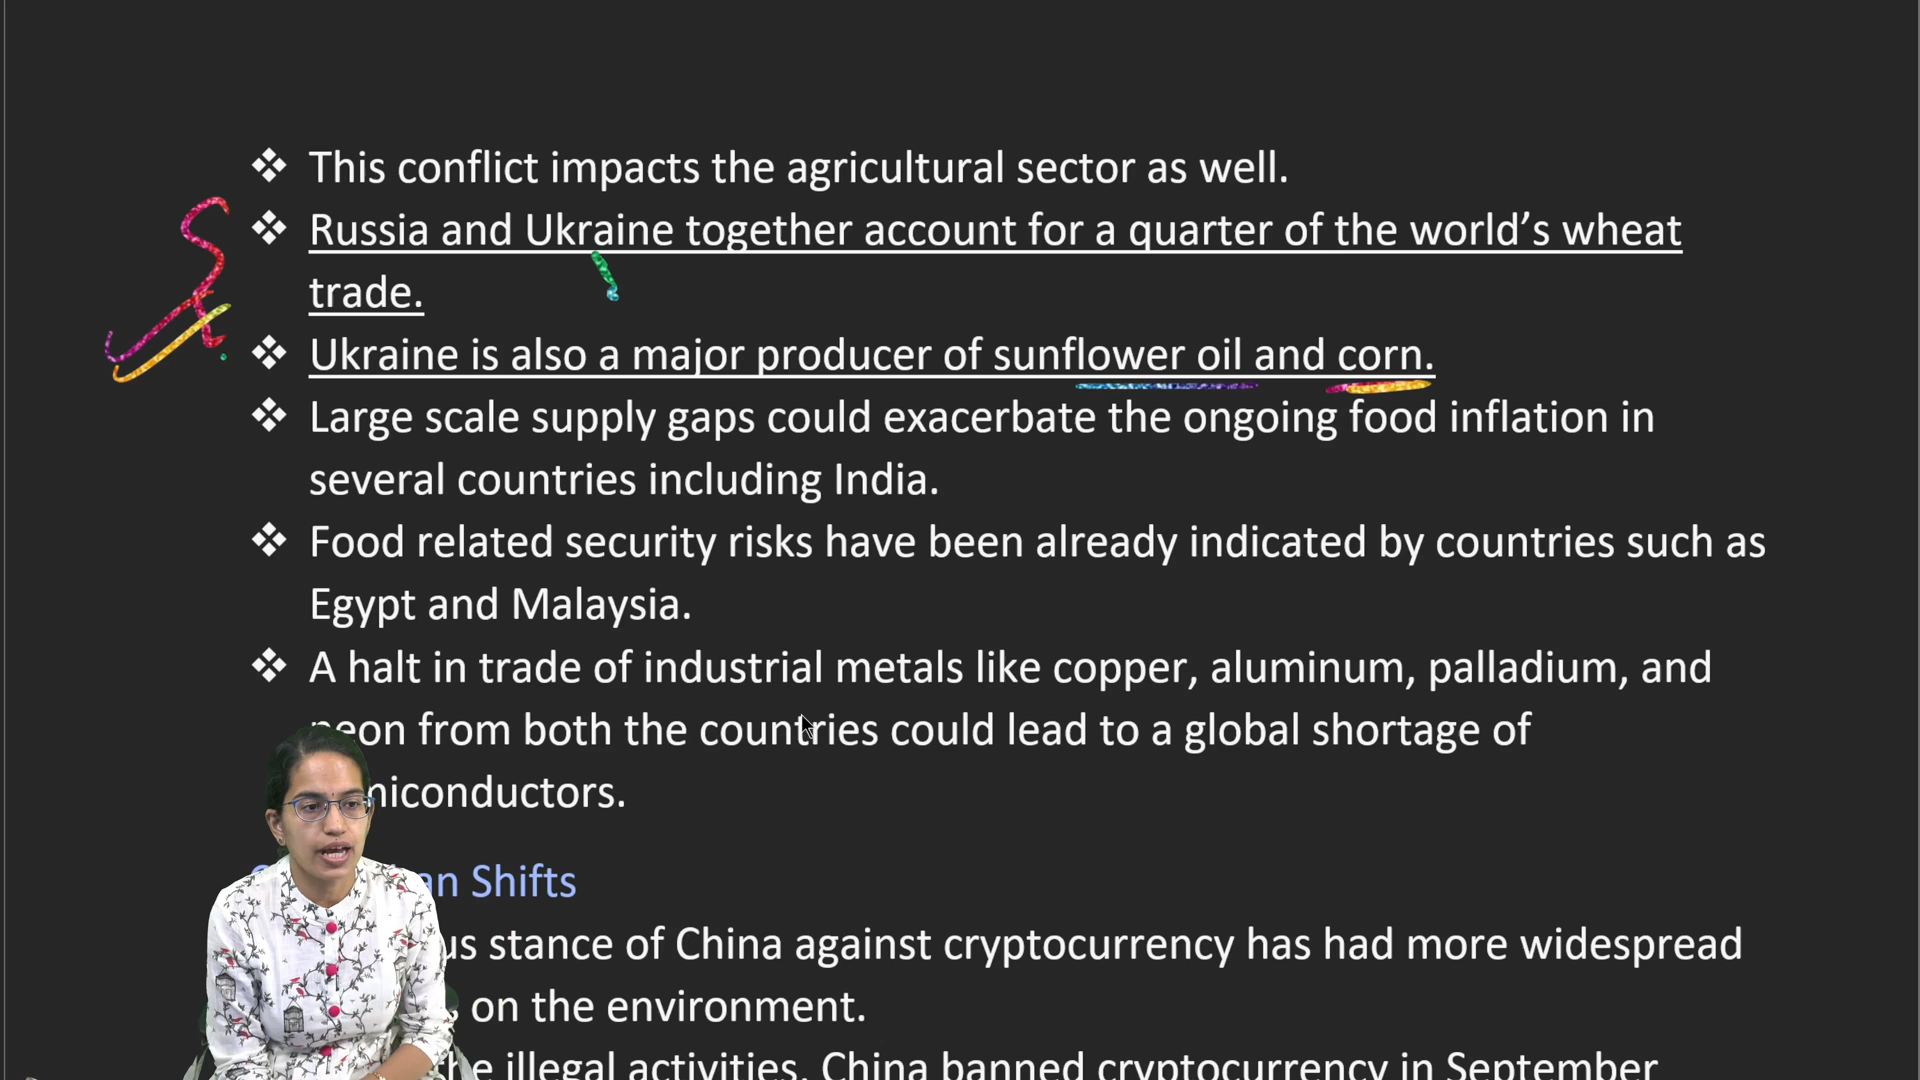 ❖ This conflict impacts the agricultural sector as well.
❖ Russia and Ukraine together account for a quarter of the world’s wheat
trade.
❖ Ukraine is also a major producer of sunflower oil and corn.
❖ Large scale supply gaps could exacerbate the ongoing food inflation in
several countries including India.
❖ Food related security risks have been already indicated by countries such as
Egypt and Malaysia.
❖ A halt in trade of industrial metals like copper, aluminum, palladium, and
neon from both the countries could lead to a global shortage of
miconductors.
an Shifts
us stance of China against cryptocurrency has had more widespread
on the environment.
he illegal activities, China banned cryptocurrency in September